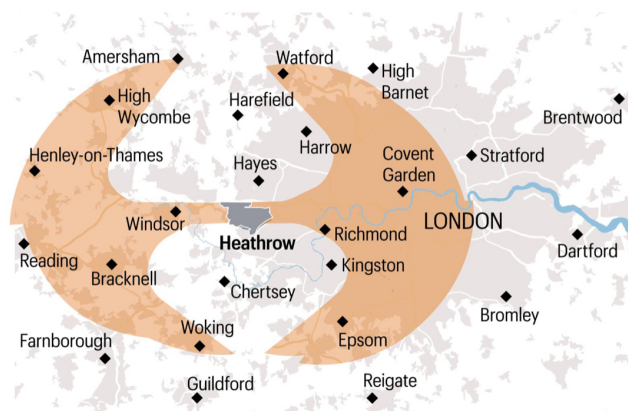 Amersham
Watford
High
Barnet
High
Wycombe
Harefield
Brentwood
Harrow
Henley-on-Thames
Hayes
Covent
Garden
Stratford
Windsor
LONDON
Heathrow
Richmond
Dartford
Reading
Bracknell
Kingston
Chertsey
Bromley
Woking
Epsom
Farnborough
Guildford
Reigate